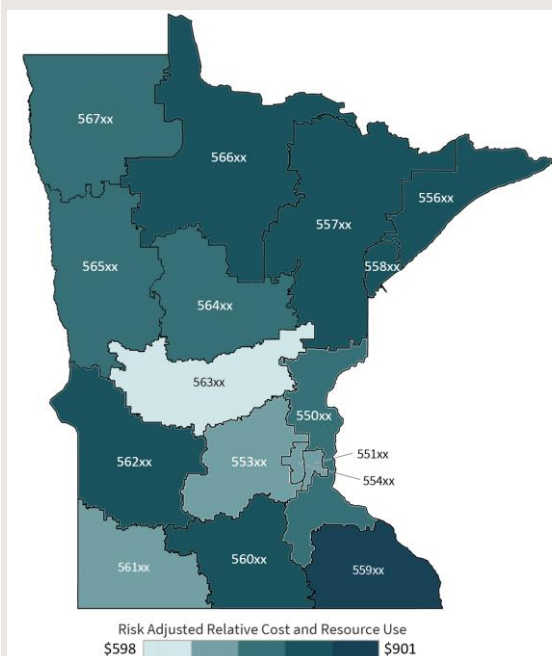 567xx
566xx
557xx
556xx
558xx
565xx
564xx
563xx
550xx
562xx
553xx
551xx
554xx
561xx
560xx
559xx
Risk Adjusted Relative Cost and Resource Use
$598 $901